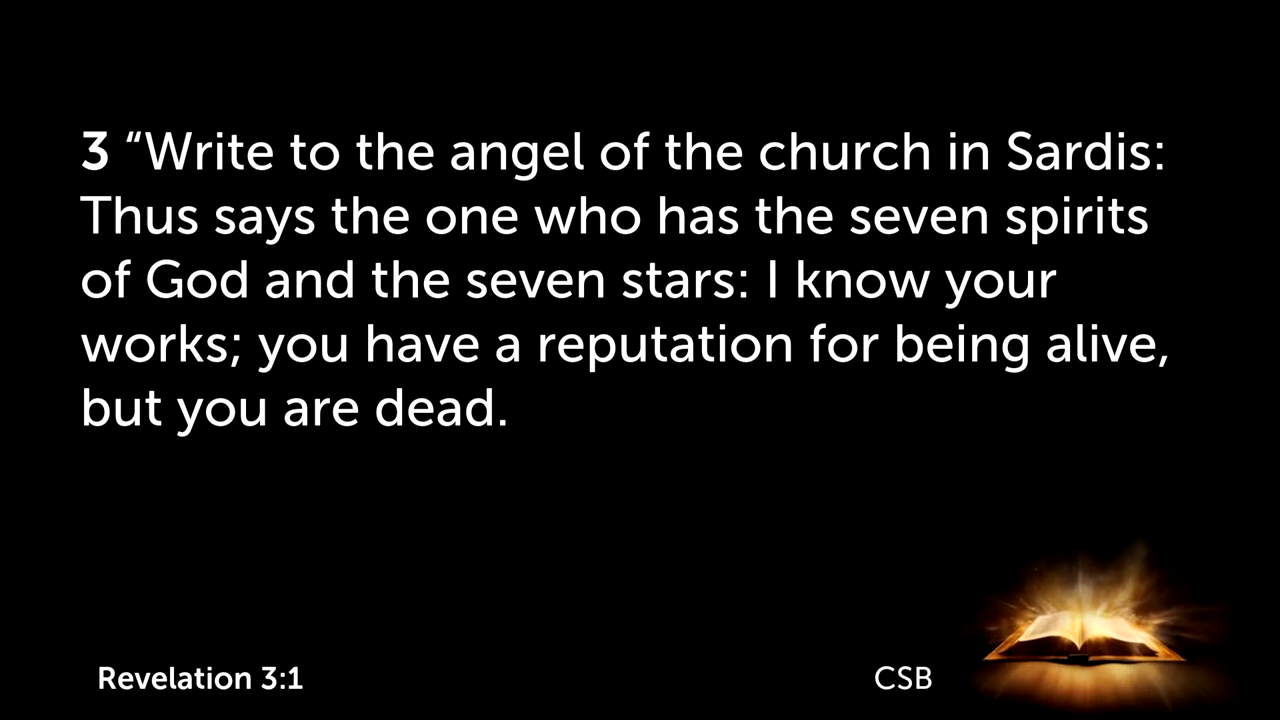 3 “Write to the angel of the church in Sardis:
Thus says the one who has the seven spirits
of God and the seven stars: I know your
works; you have a reputation for being alive,
but you are dead.
Revelation 3:1
CSB